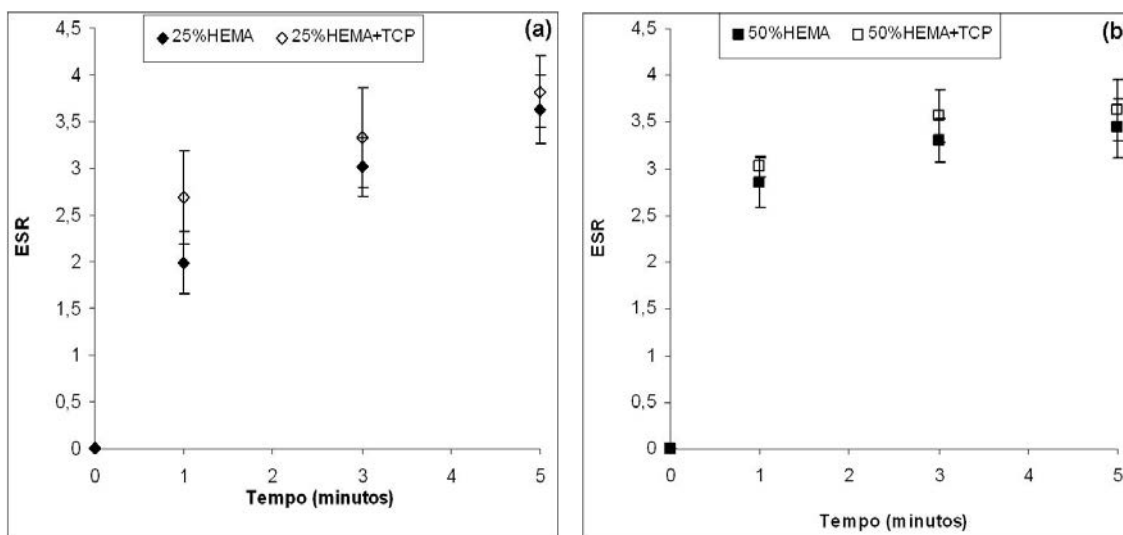 25%HEMA 25%HEMA+TCP (a)
4,5
4
3,5
3
2,5
2
1,5
1
0,5
0
ESR
0 1 2 3 4 5
Tempo (minutos)
50%HEMA 50%HEMA+TCP (b)
4,5
4
3,5
3
2,5
2
1,5
1
0,5
0
ESR
0 1 2 3 4 5
Tempo (minutos)